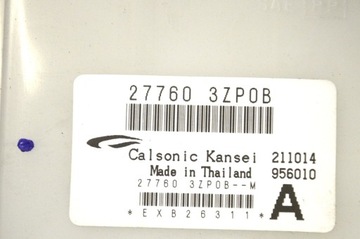 27760 3ZP0B
Calsonic Kansei 211014
Made in Thailand 956010
27760 3ZP0B--M
A
*EXB26311*